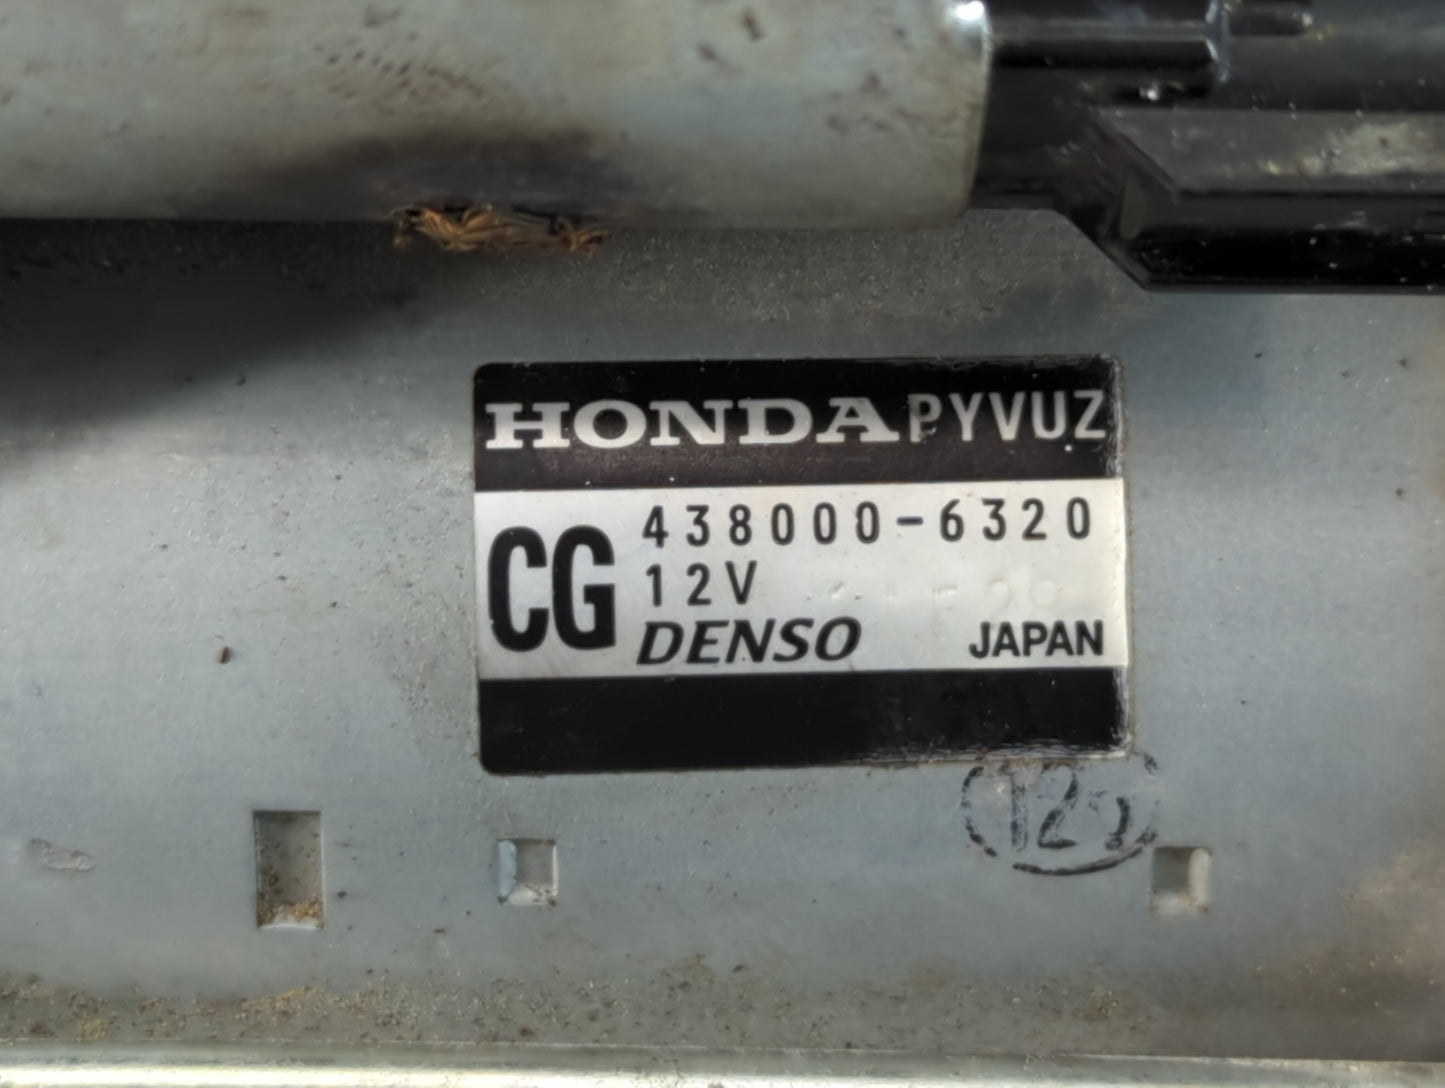 HONDA PYVUZ
CG
438000-6320
12V
DENSO JAPAN